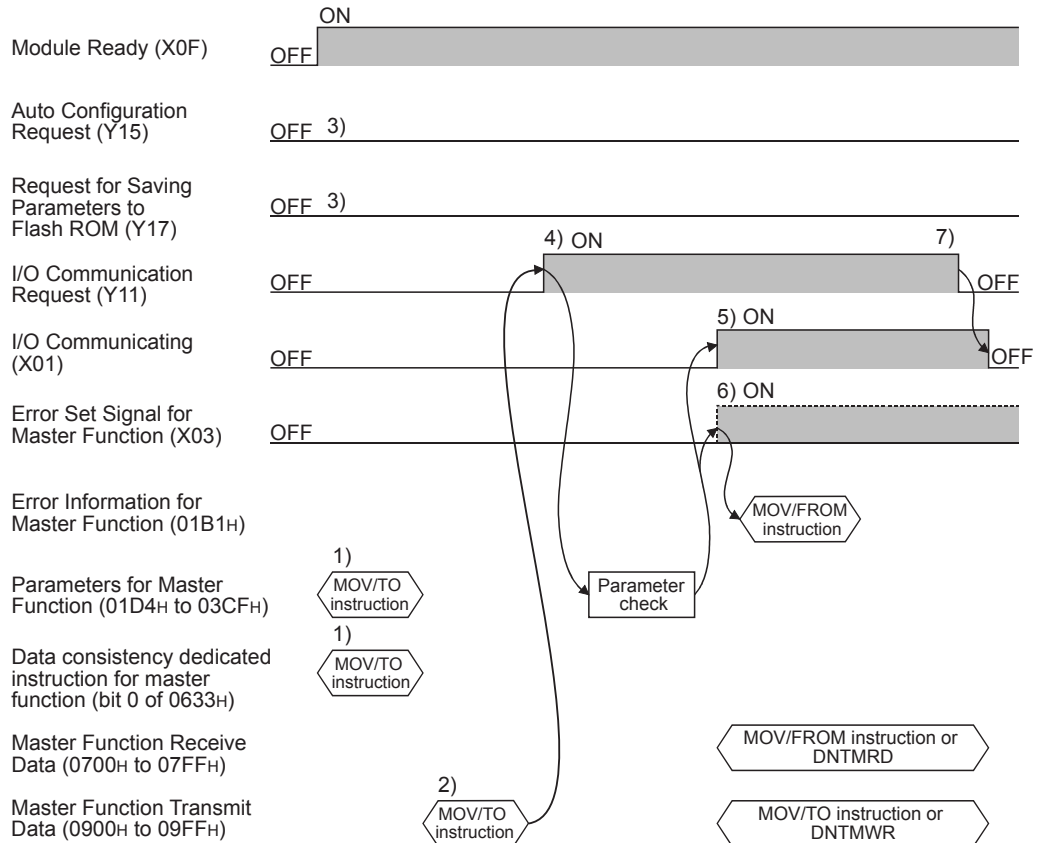 ON
Module Ready (X0F)
OFF
Auto Configuration
Request (Y15)
OFF 3)
Request for Saving
Parameters to
Flash ROM (Y17)
OFF 3)
4) ON
7)
I/O Communication
Request (Y11)
OFF
OFF
5) ON
I/O Communicating
(X01)
OFF
OFF
6) ON
Error Set Signal for
Master Function (X03)
OFF
Error Information for
Master Function (01B1H)
MOV/FROM
instruction
1)
Parameters for Master
Function (01D4H to 03CFH)
MOV/TO
instruction
Parameter
check
1)
Data consistency dedicated
instruction for master
function (bit 0 of 0633H)
MOV/TO
instruction
Master Function Receive
Data (0700H to 07FFH)
MOV/FROM instruction or
DNTMRD
2)
Master Function Transmit
Data (0900H to 09FFH)
MOV/TO
instruction
MOV/TO instruction or
DNTMWR